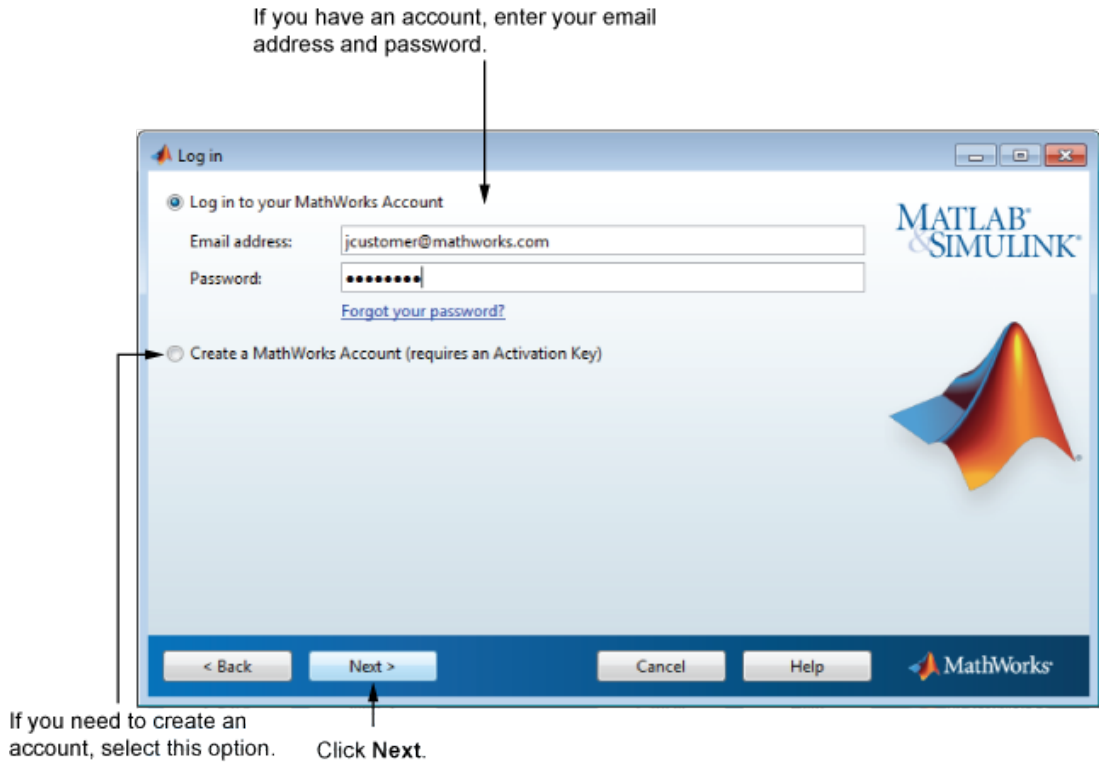 If you have an account, enter your email
address and password.
Log in
Log in to your MathWorks Account
MATLAB®
&SIMULINK®
Email address:
jcustomer@mathworks.com
Password:
••••••••
Forgot your password?
Create a MathWorks Account (requires an Activation Key)
< Back
Next >
Cancel
Help
MathWorks®
If you need to create an
account, select this option.
Click Next.